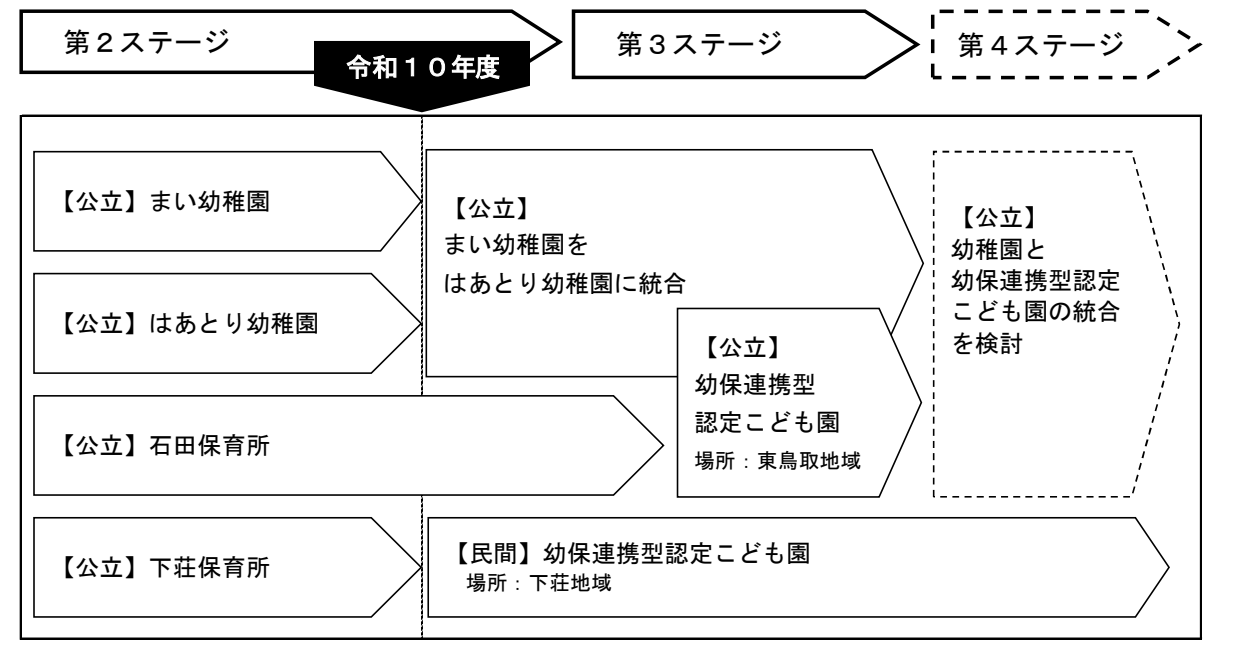 第２ステージ
令和１０年度
第３ステージ
第４ステージ
【公立】まい幼稚園
【公立】はあとり幼稚園
【公立】石田保育所
【公立】下荘保育所
【公立】
まい幼稚園を
はあとり幼稚園に統合
【公立】
幼保連携型
認定こども園
場所：東鳥取地域
【民間】幼保連携型認定こども園
場所：下荘地域
【公立】
幼稚園と
幼保連携型認定
こども園の統合
を検討